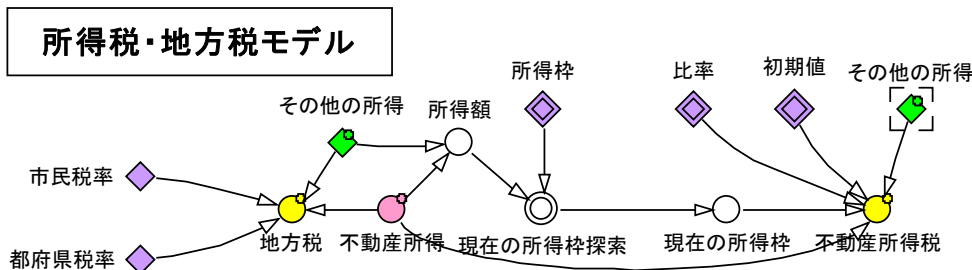 所得税・地方税モデル
所得枠
比率
初期値
その他の所得
その他の所得
所得額
市民税率
地方税
不動産所得
現在の所得枠探索
現在の所得枠
不動産所得税
都府県税率